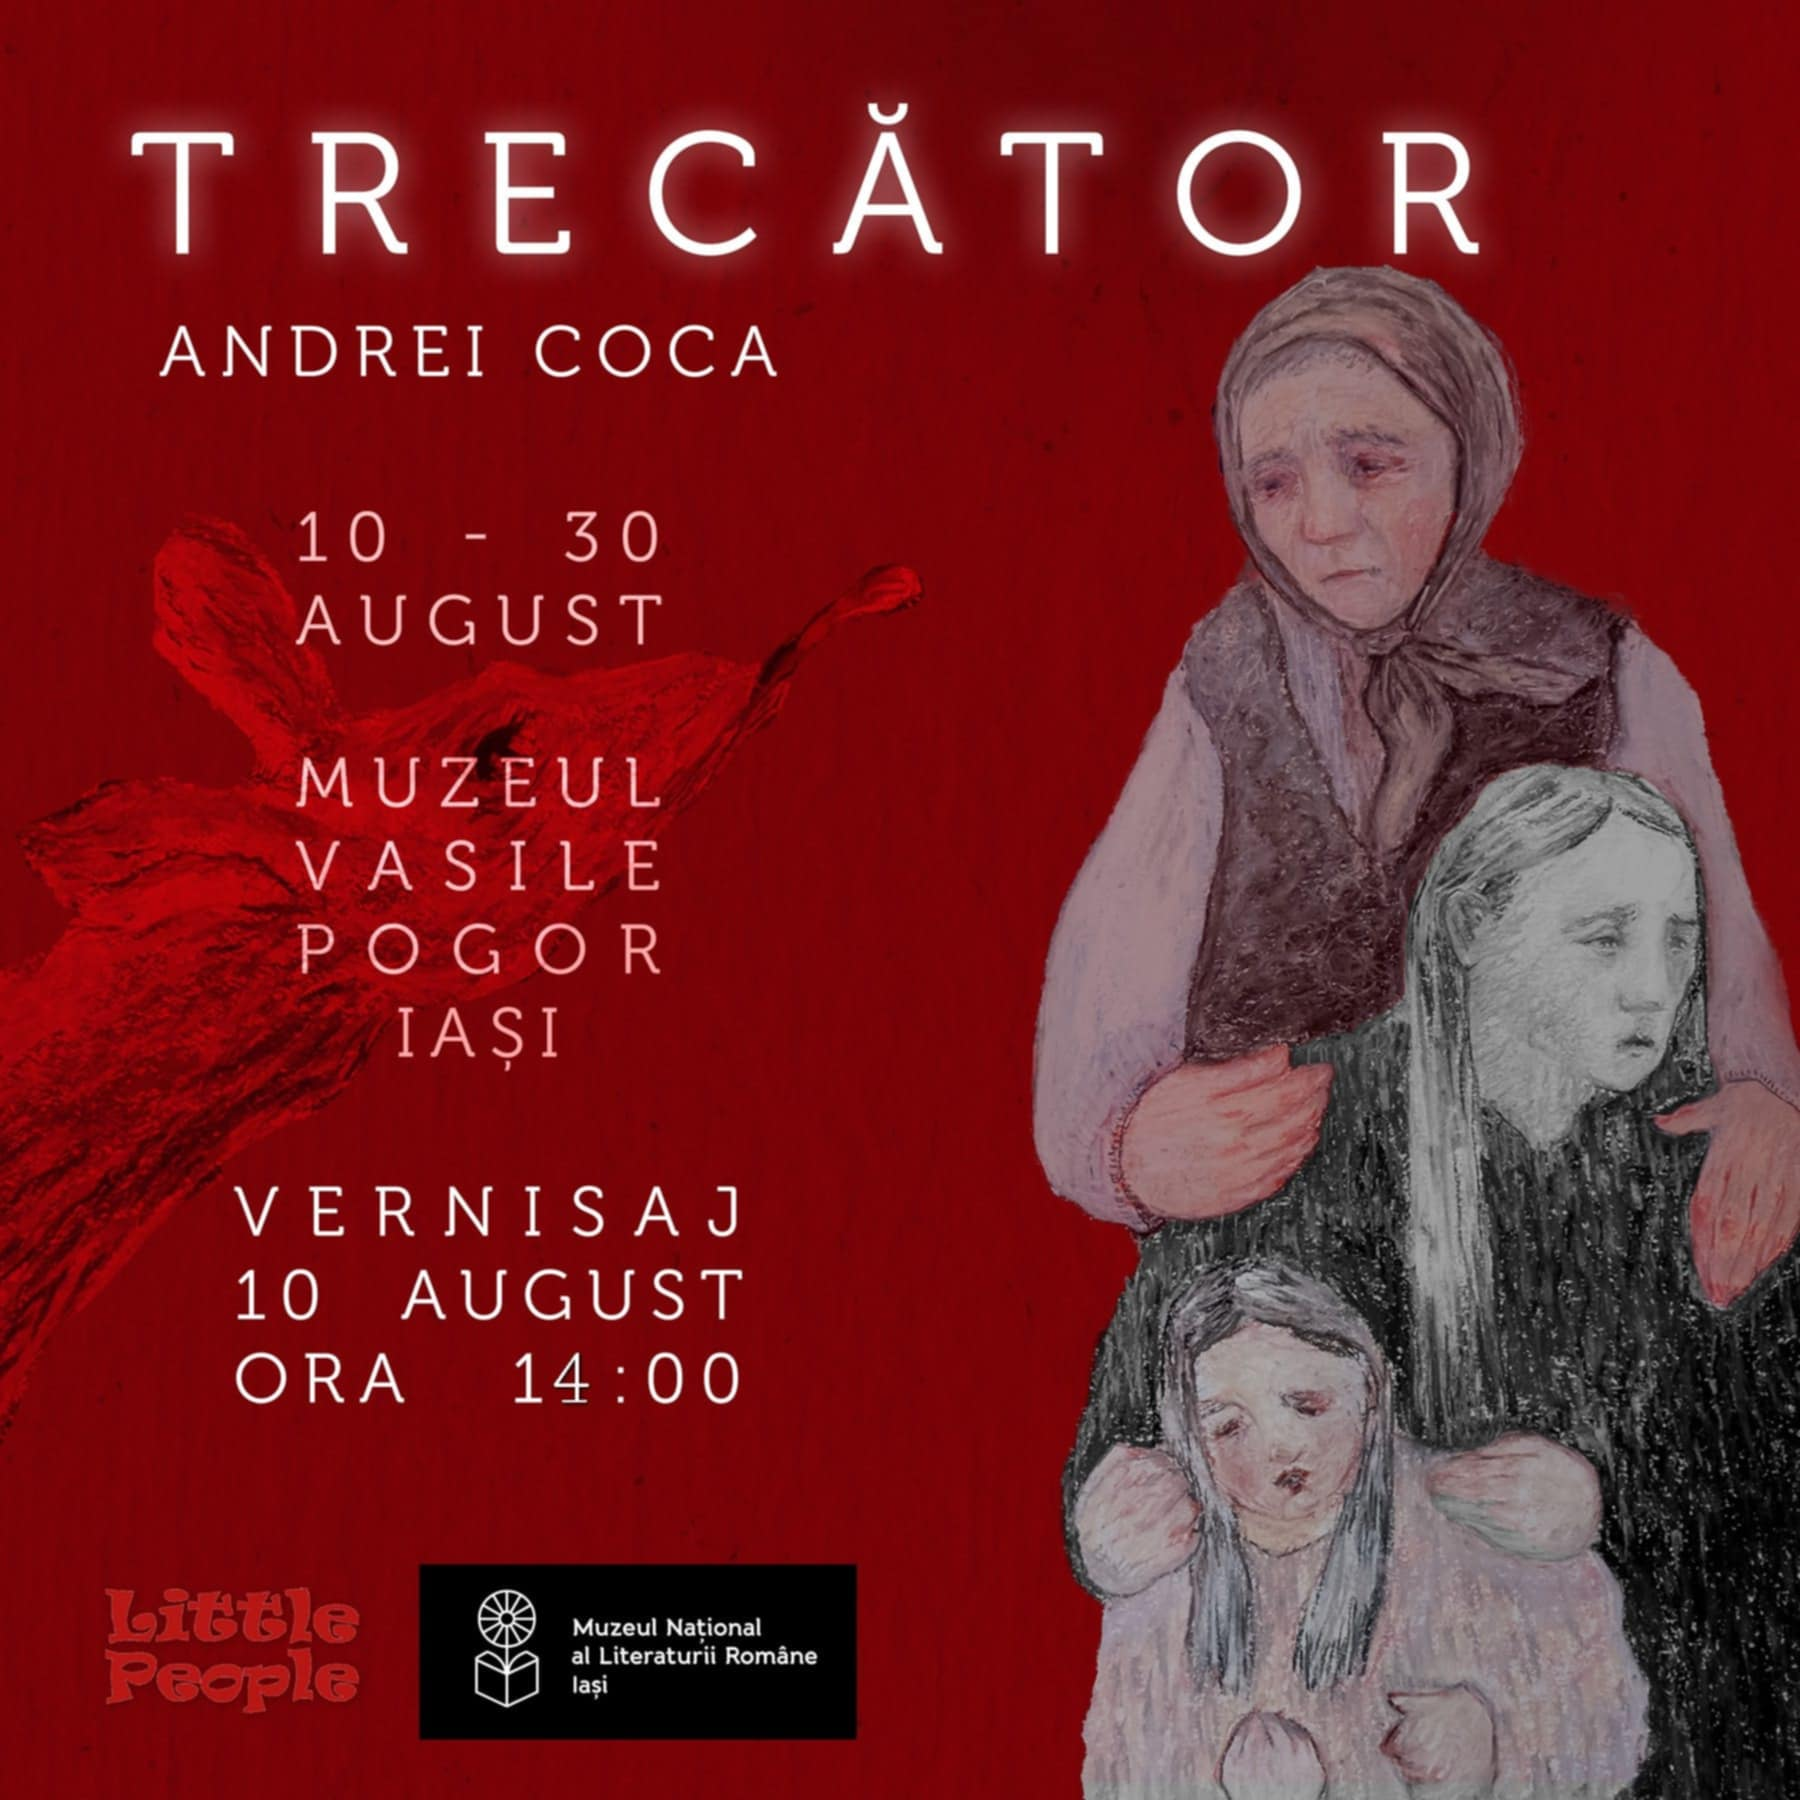 TRECĂTOR
ANDREI COCA
10 - 30
AUGUST
MUZEUL
VASILE
POGOR
IAȘI
VERNISAJ
10 AUGUST
ORA 14:00
Little
People
Muzeul Național
al Literaturii Române
Iași